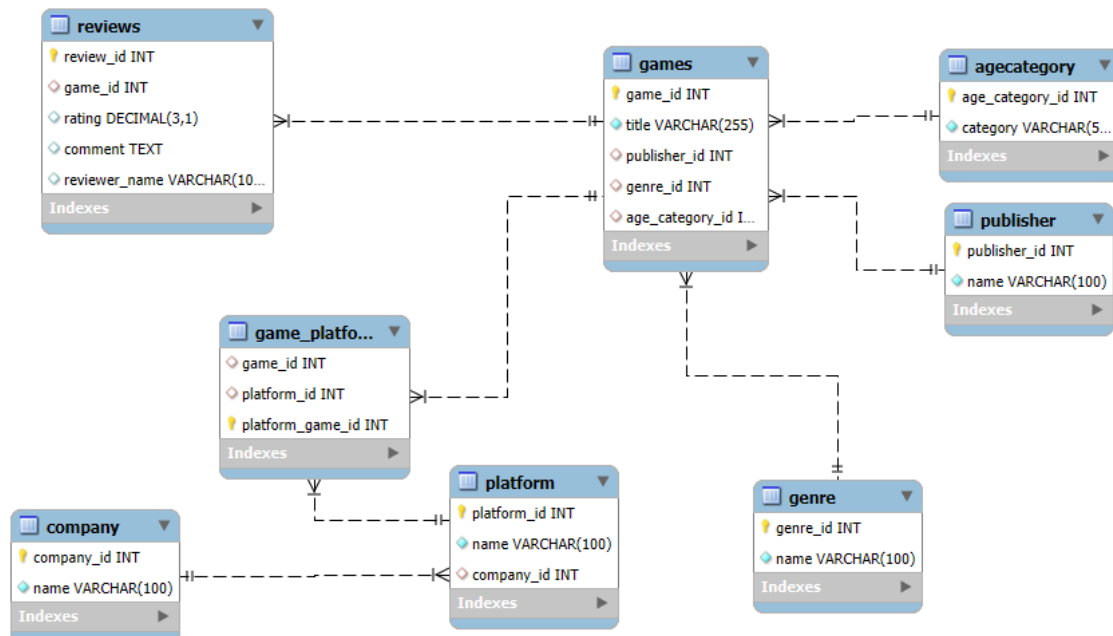 reviews
review_id INT
game_id INT
rating DECIMAL(3,1)
comment TEXT
reviewer_name VARCHAR(10...
Indexes
games
game_id INT
title VARCHAR(255)
publisher_id INT
genre_id INT
age_category_id I...
Indexes
agecategory
age_category_id INT
category VARCHAR(5...
Indexes
publisher
publisher_id INT
name VARCHAR(100)
Indexes
game_platfo...
game_id INT
platform_id INT
platform_game_id INT
Indexes
platform
platform_id INT
name VARCHAR(100)
company_id INT
Indexes
company
company_id INT
name VARCHAR(100)
Indexes
genre
genre_id INT
name VARCHAR(100)
Indexes